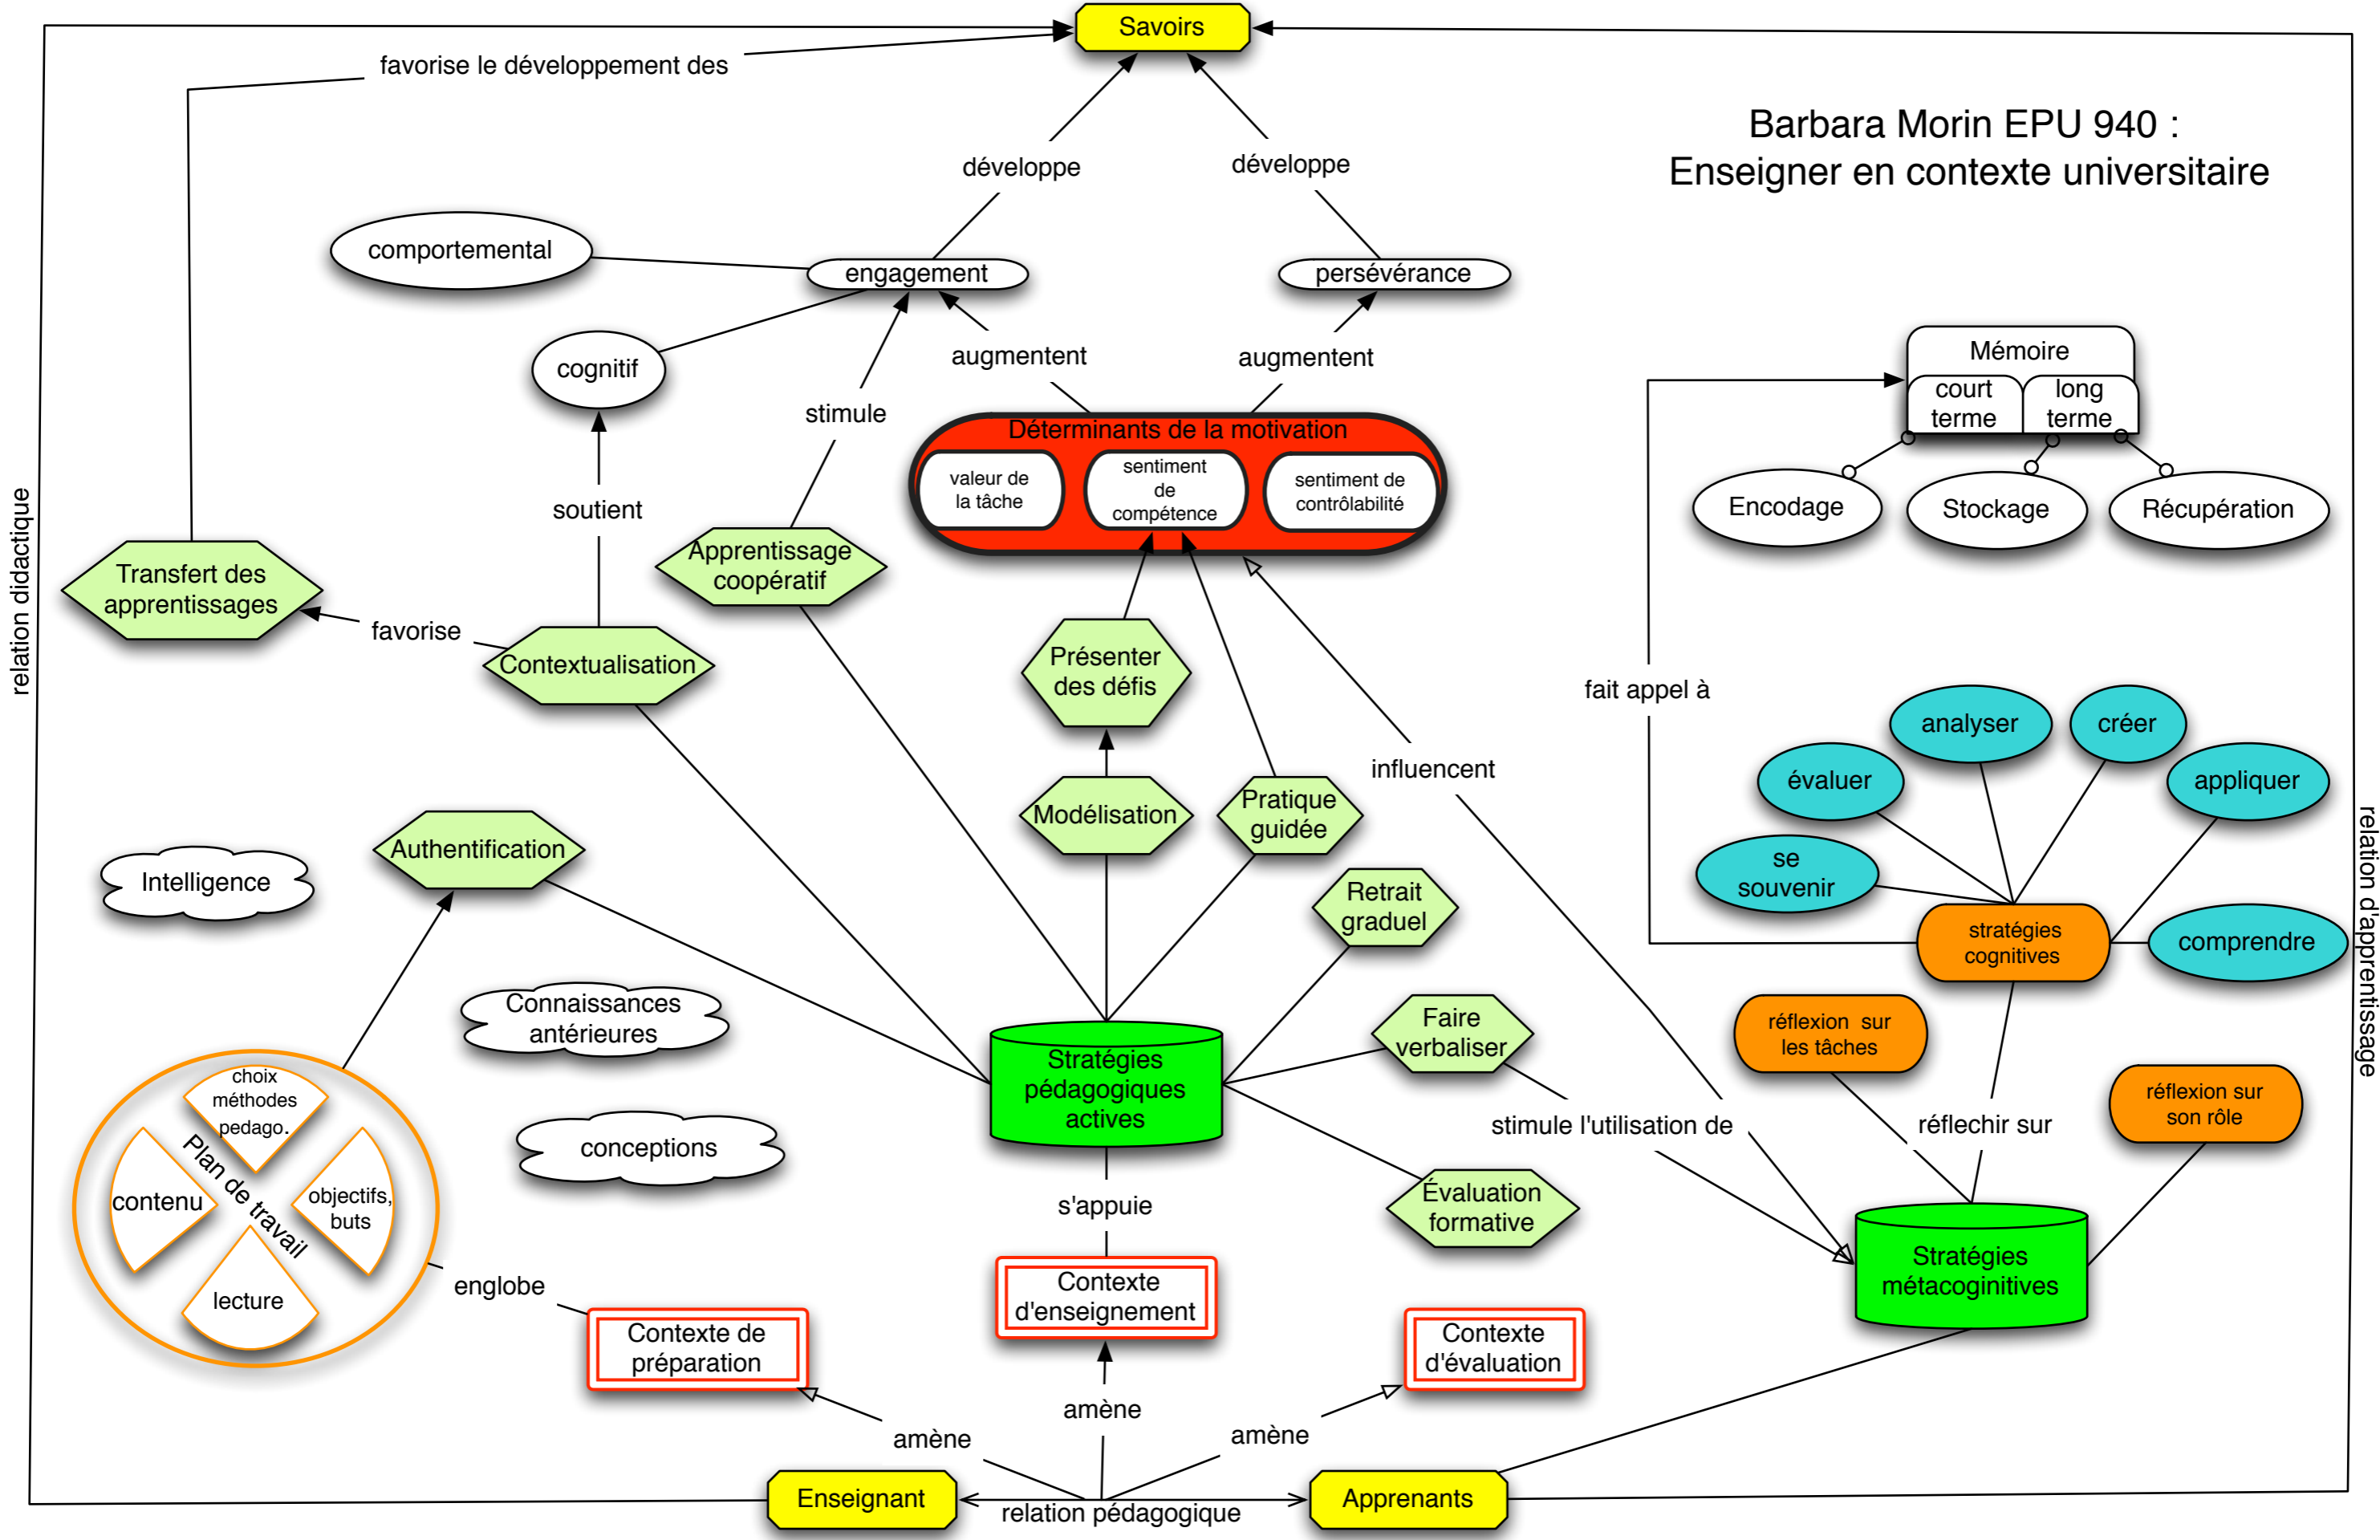 Savoirs
favorise le développement des
Barbara Morin EPU 940 :
Enseigner en contexte universitaire
développe
développe
comportemental
engagement
persévérance
augmentent
augmentent
cognitif
stimule
Mémoire
court
terme
long
terme
Déterminants de la motivation
valeur de
la tâche
sentiment
de
compétence
sentiment de
contrôlabilité
Encodage
Stockage
Récupération
soutient
relation didactique
Transfert des
apprentissages
Apprentissage
coopératif
favorise
Contextualisation
Présenter
des défis
fait appel à
analyser
créer
évaluer
appliquer
influencent
Modélisation
Pratique
guidée
Authentification
Intelligence
se
souvenir
Retrait
graduel
stratégies
cognitives
comprendre
relation d'apprentissage
Connaissances
antérieures
Faire
verbaliser
réflexion  sur
les tâches
Stratégies
pédagogiques
actives
choix
méthodes
pedago.
conceptions
stimule l'utilisation de
réflechir sur
réflexion sur
son rôle
contenu
Plan de travail
objectifs,
buts
s'appuie
Évaluation
formative
lecture
englobe
Contexte
d'enseignement
Stratégies
métacoginitives
Contexte de
préparation
Contexte
d'évaluation
amène
amène
amène
Enseignant
relation pédagogique
Apprenants